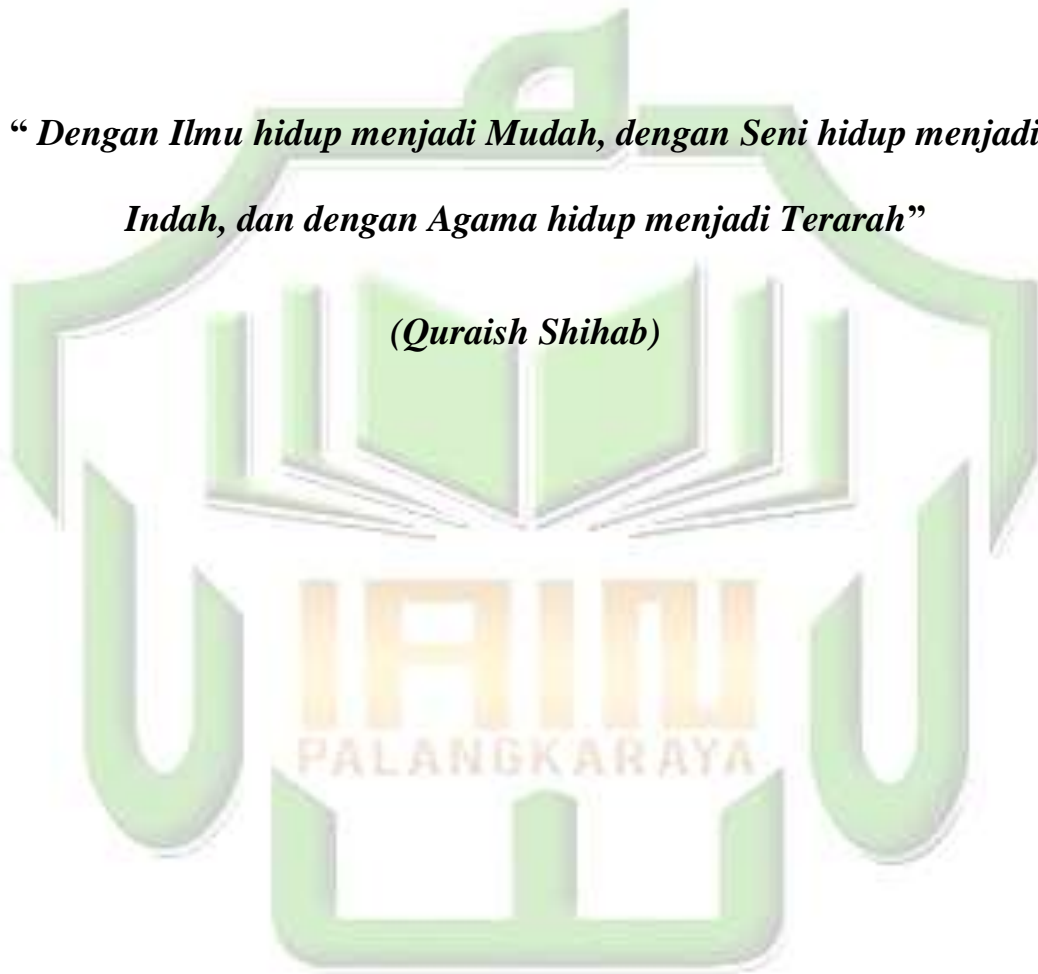 “ Dengan Ilmu hidup menjadi Mudah, dengan Seni hidup menjadi
Indah, dan dengan Agama hidup menjadi Terarah”
(Quraish Shihab)
IAIN
PALANGKARAYA